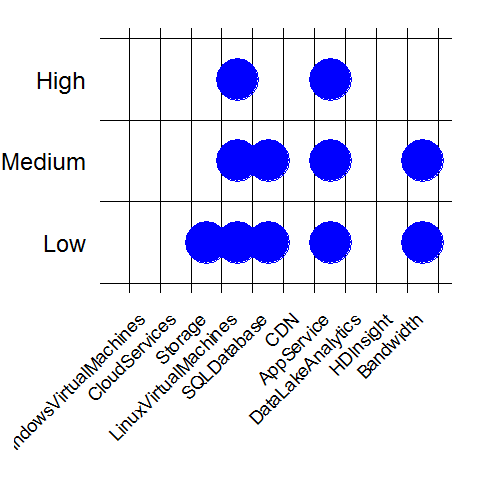 High
Medium
Low
ndowsVirtualMachines
CloudServices
Storage
LinuxVirtualMachines
SQLDatabase
CDN
AppService
DataLakeAnalytics
HDInsight
Bandwidth